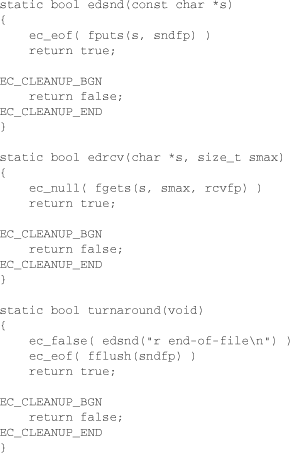 static bool edsnd(const char *s)
{
    ec_eof( fputs(s, sndfp) )
    return true;

EC_CLEANUP_BGN
    return false;
EC_CLEANUP_END
}

static bool edrcv(char *s, size_t smax)
{
    ec_null( fgets(s, smax, rcvfp) )
    return true;

EC_CLEANUP_BGN
    return false;
EC_CLEANUP_END
}

static bool turnaround(void)
{
    ec_false( edsnd("r end-of-file\n") )
    ec_eof( fflush(sndfp) )
    return true;

EC_CLEANUP_BGN
    return false;
EC_CLEANUP_END
}